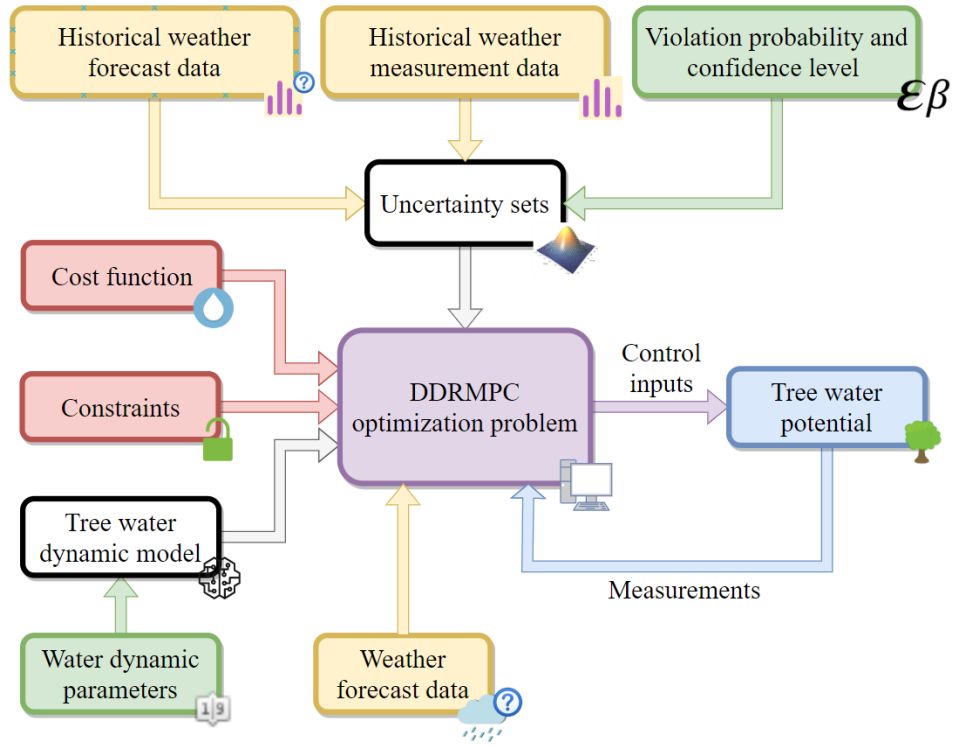 Historical weather
forecast data
?
Historical weather
measurement data
Violation probability and
confidence level
εβ
Uncertainty sets
Cost function
Constraints
DDRMPC
optimization problem
Control
inputs
Tree water
potential
Tree water
dynamic model
Measurements
Water dynamic
parameters
1 9
Weather
forecast data
?